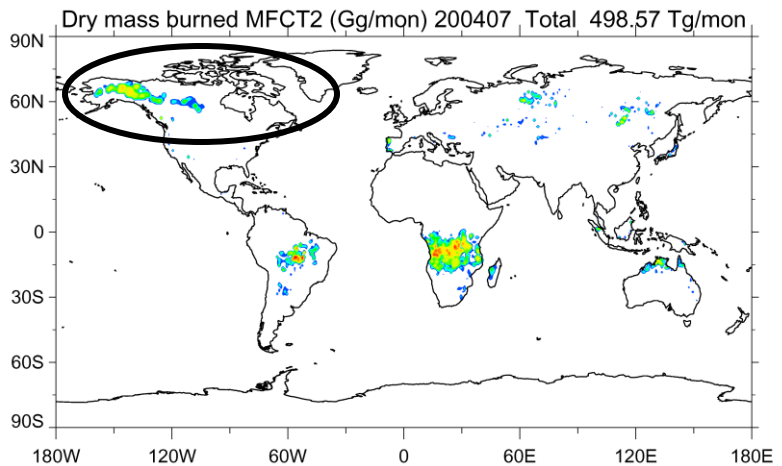 Dry mass burned MFCT2 (Gg/mon) 200407 Total 498.57 Tg/mon
90N
60N
30N
0
30S
60S
90S
180W 120W 60W 0 60E 120E 180E